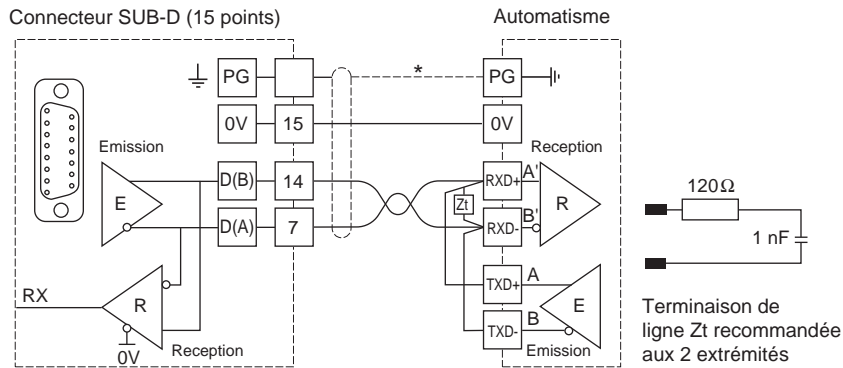 Connecteur SUB-D (15 points)
Automatisme
PG
*
PG
0V
15
0V
Emission
Reception
E
D(B)
14
RXD+
A'
R
Zt
D(A)
7
RXD-
B'
120Ω
1 nF
RX
R
TXD+
A
E
TXD-
B
0V
Reception
Emission
Terminaison de
ligne Zt recommandée
aux 2 extrémités